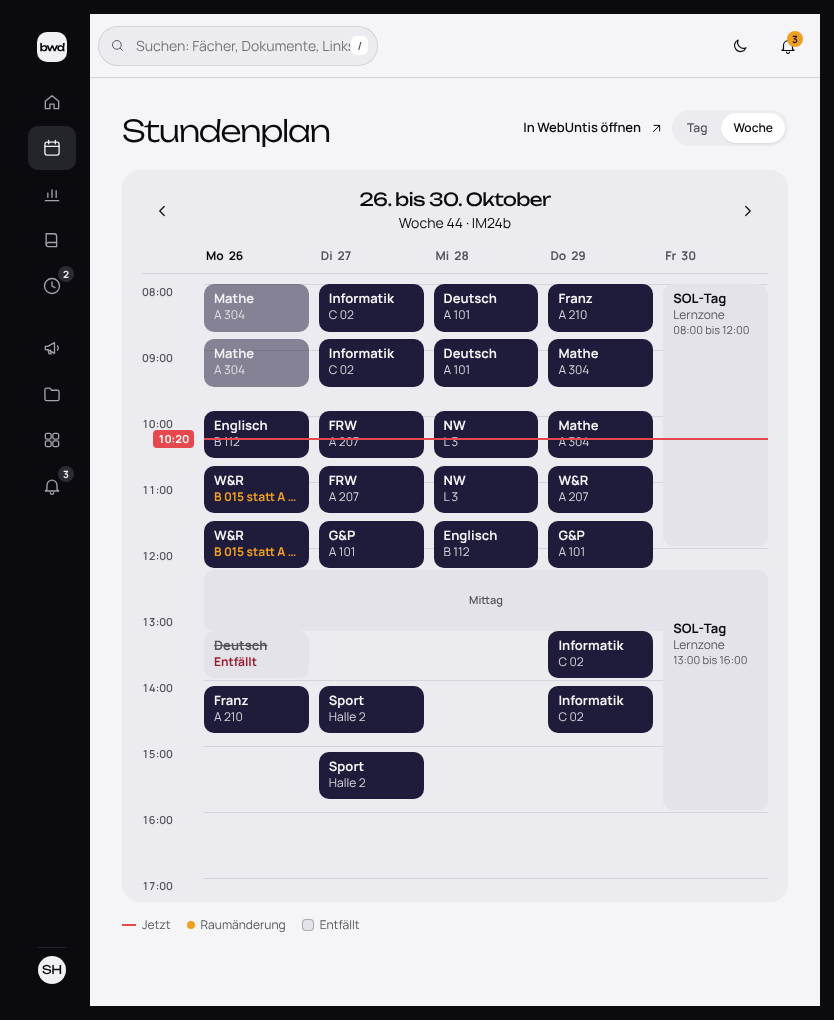 bwd
Suchen: Fächer, Dokumente, Links
/
3
Stundenplan
In WebUntis öffnen
Tag
Woche
26. bis 30. Oktober
Woche 44 · IM24b
Mo 26
Di 27
Mi 28
Do 29
Fr 30
2
3
08:00
Mathe
A 304
Informatik
C 02
Deutsch
A 101
Franz
A 210
SOL-Tag
Lernzone
08:00 bis 12:00
09:00
Mathe
A 304
Informatik
C 02
Deutsch
A 101
Mathe
A 304
10:00
10:20
Englisch
B 112
FRW
A 207
NW
L 3
Mathe
A 304
11:00
W&R
B 015 statt A ...
FRW
A 207
NW
L 3
W&R
A 207
12:00
W&R
B 015 statt A ...
G&P
A 101
Englisch
B 112
G&P
A 101
Mittag
13:00
Deutsch
Entfällt
Informatik
C 02
SOL-Tag
Lernzone
13:00 bis 16:00
14:00
Franz
A 210
Sport
Halle 2
Informatik
C 02
15:00
Sport
Halle 2
16:00
17:00
Jetzt
Raumänderung
Entfällt
SH